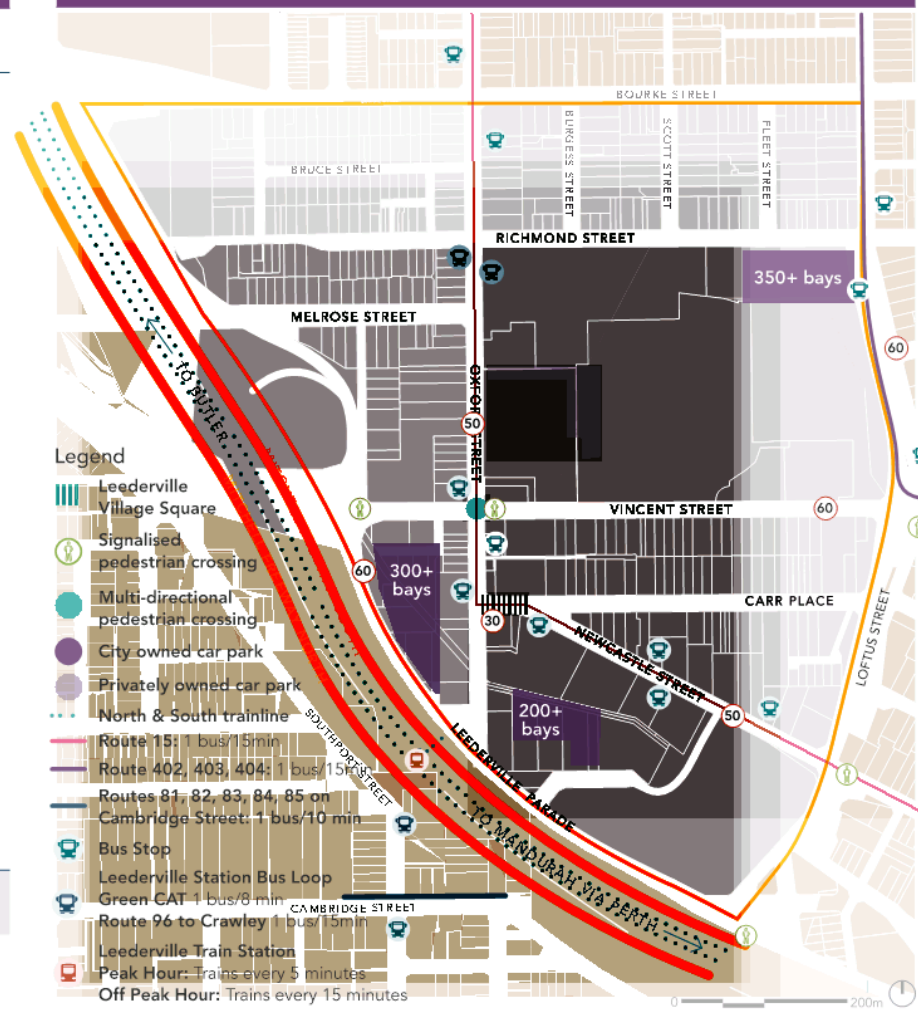 BOURKE STREET
BURGESS STREET
SCOTT STREET
FLEET STREET
BRUCE STREET
RICHMOND STREET
350+ bays
MELROSE STREET
60
TO BUTLER
OXFORD STREET
50
Legend
Leederville
Village Square
Signalised
pedestrian crossing
Multi-directional
pedestrian crossing
City owned car park
Privately owned car park
North & South trainline
Route 15: 1 bus/15min
Route 402, 403, 404: 1 bus/15min
Routes 81, 82, 83, 84, 85 on
Cambridge Street: 1 bus/10 min
Bus Stop
Leederville Station Bus Loop
Green CAT 1 bus/8 min
Route 96 to Crawley 1 bus/15min
Leederville Train Station
Peak Hour: Trains every 5 minutes
Off Peak Hour: Trains every 15 minutes
VINCENT STREET
60
60
300+
bays
CARR PLACE
30
NEWCASTLE STREET
LOFTUS STREET
50
200+
bays
SOUTHPORT STREET
LEEDERVILLE PARADE
TO MANDURAH VIA PERTH
CAMBRIDGE STREET
0
200m